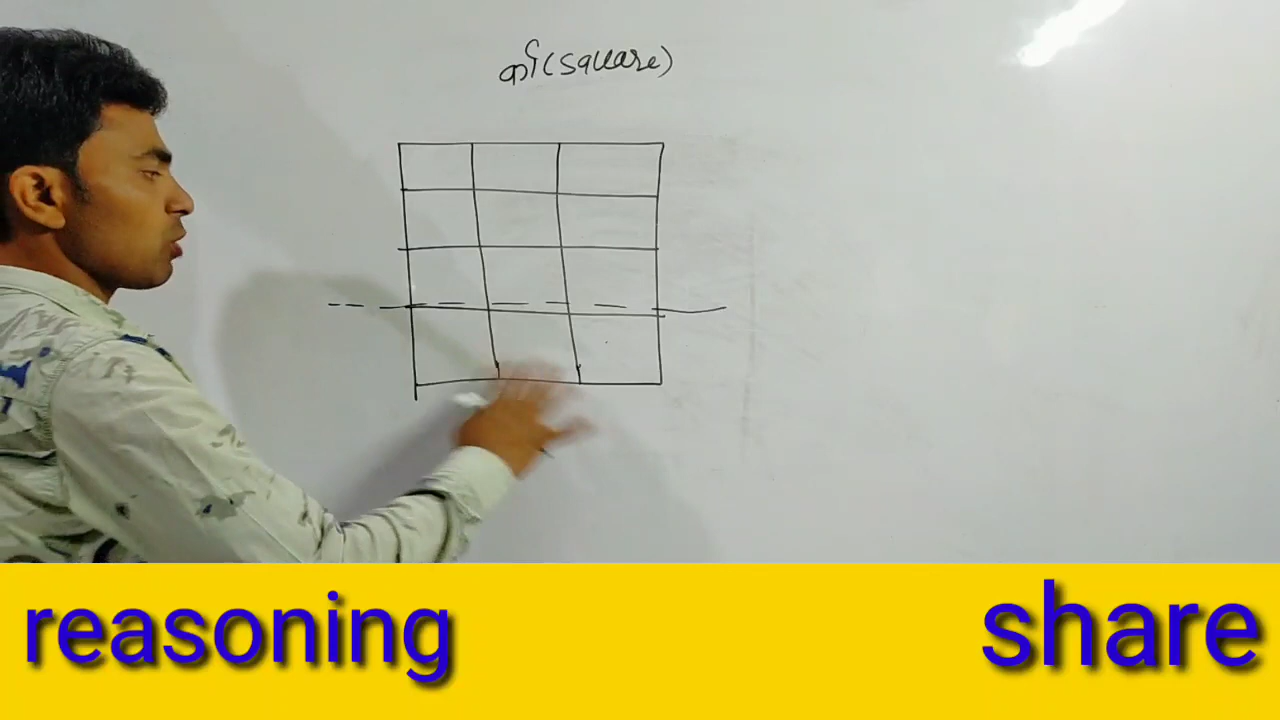 वर्ग(square)
reasoning
share